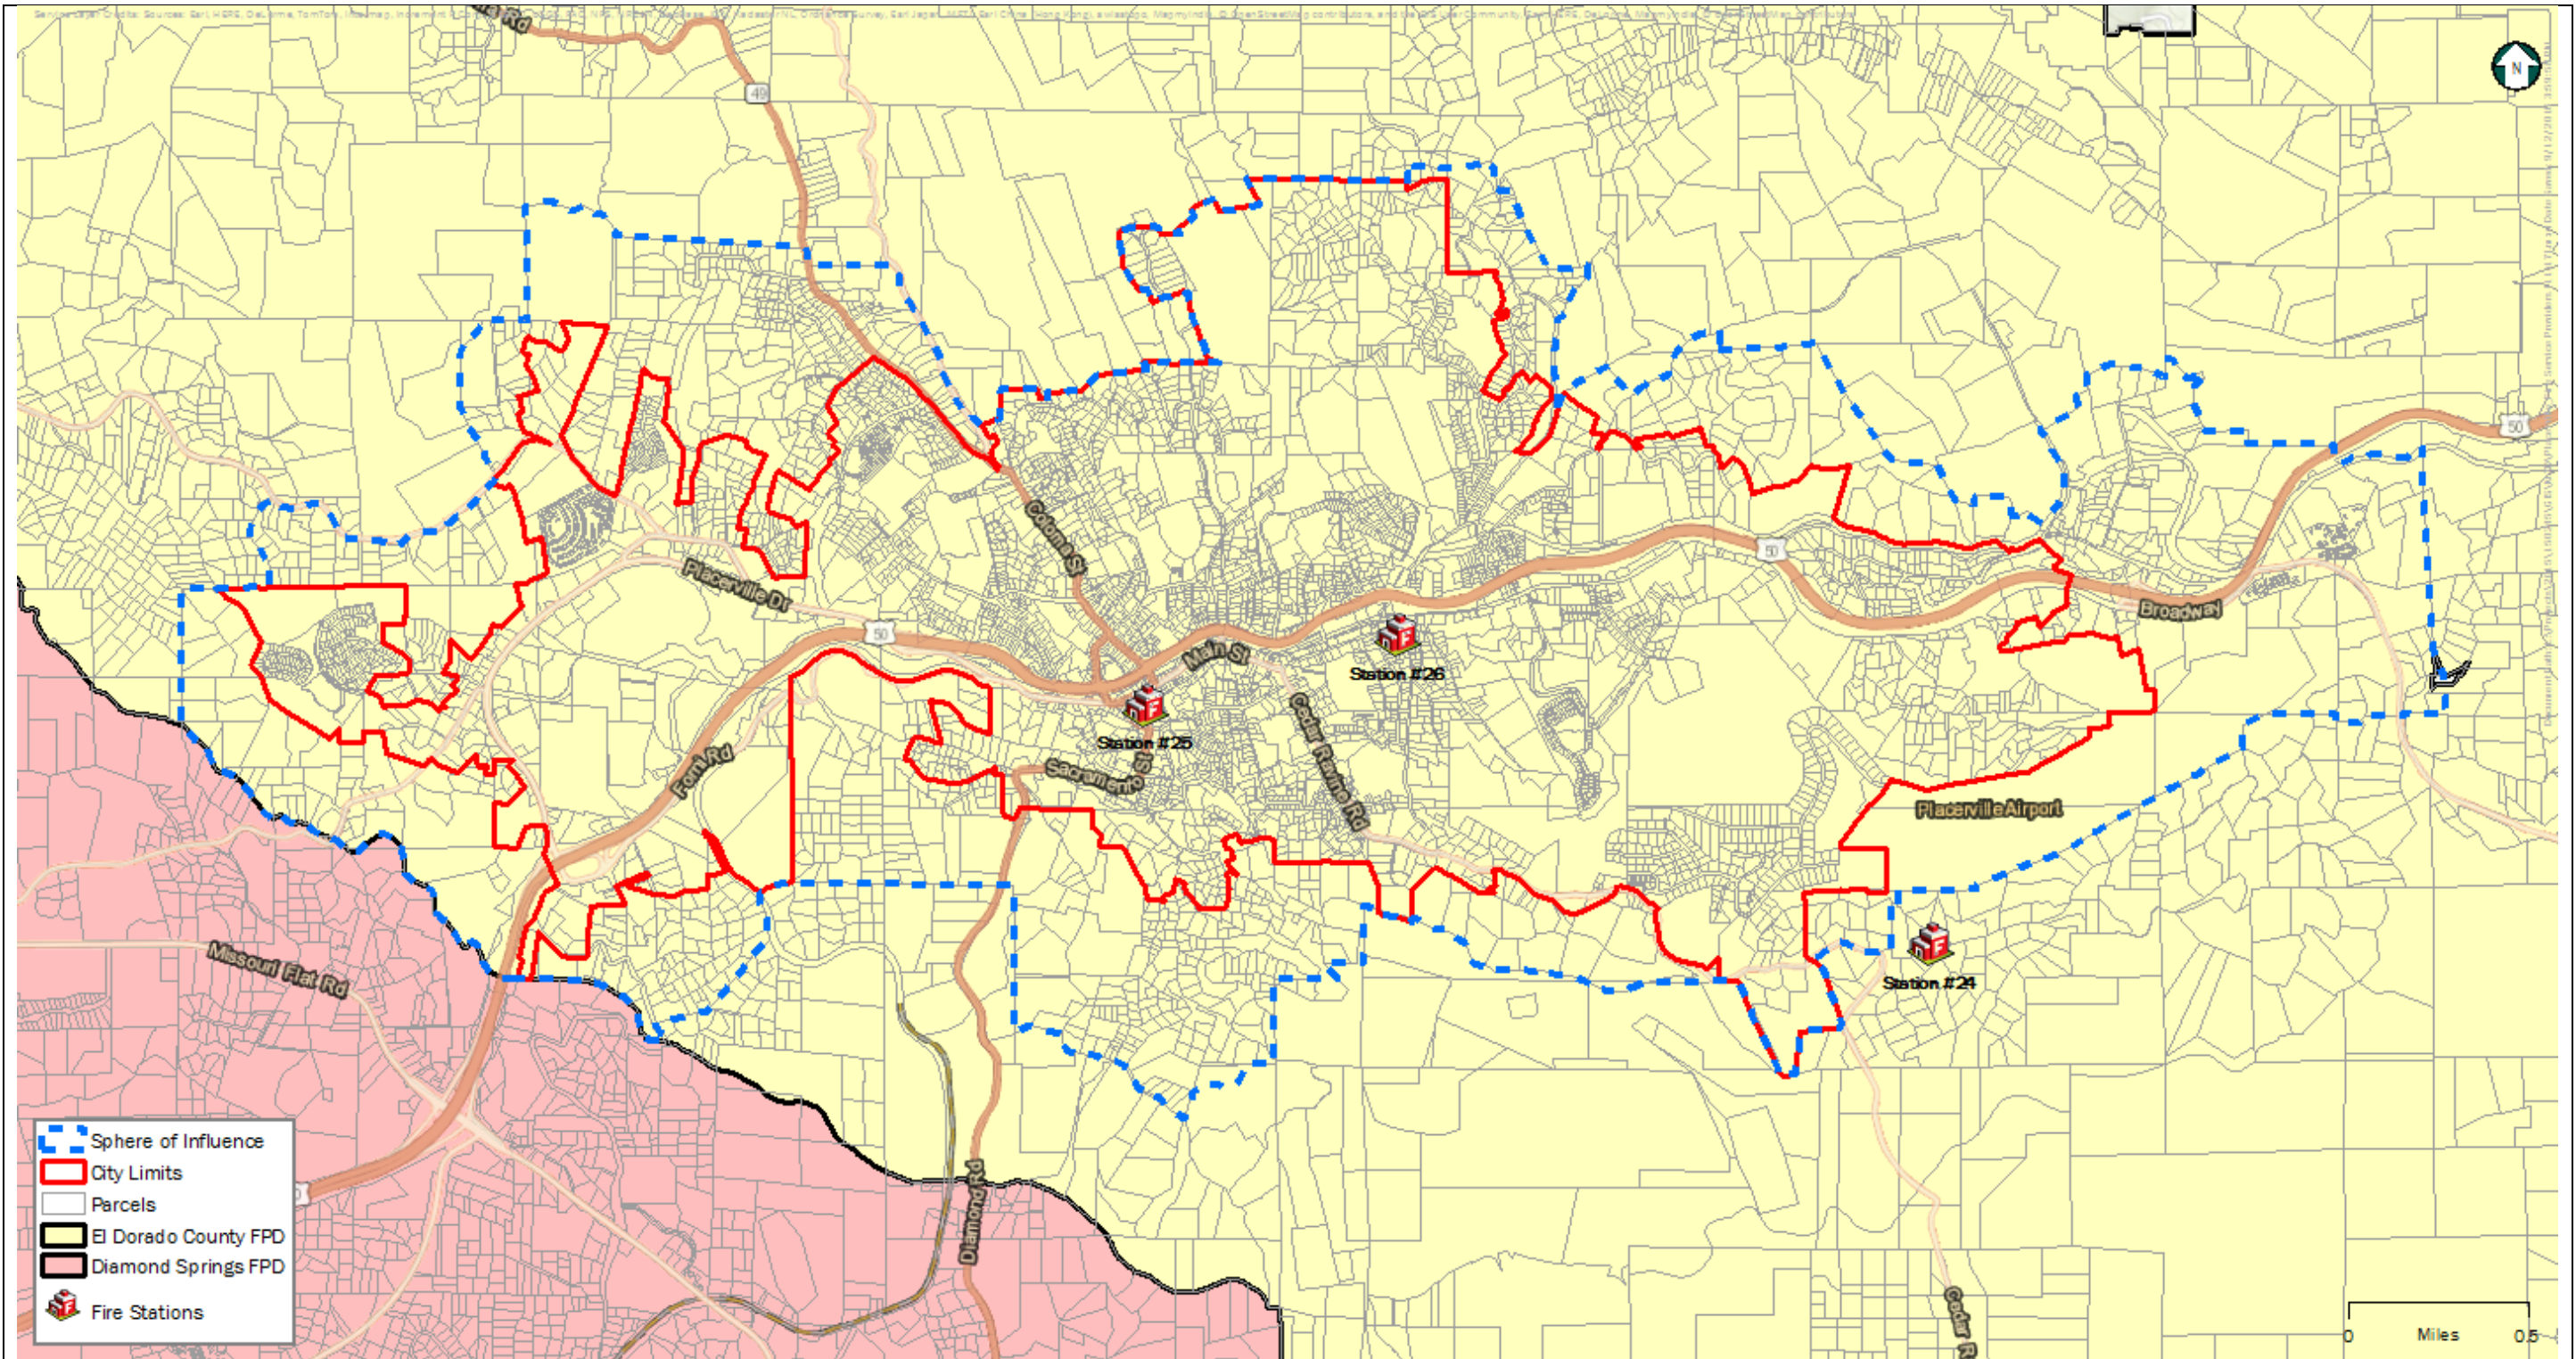 N
49
50
50
50
Coloma St
Placerville Dr
Broadway
Main St
Station #26
Station #25
Cedar Ravine Rd
Sacramento St
Forni Rd
Placerville Airport
Station #24
Missouri Flat Rd
Diamond Rd
Sphere of Influence
City Limits
Parcels
El Dorado County FPD
Diamond Springs FPD
Fire Stations
0 Miles 0.5